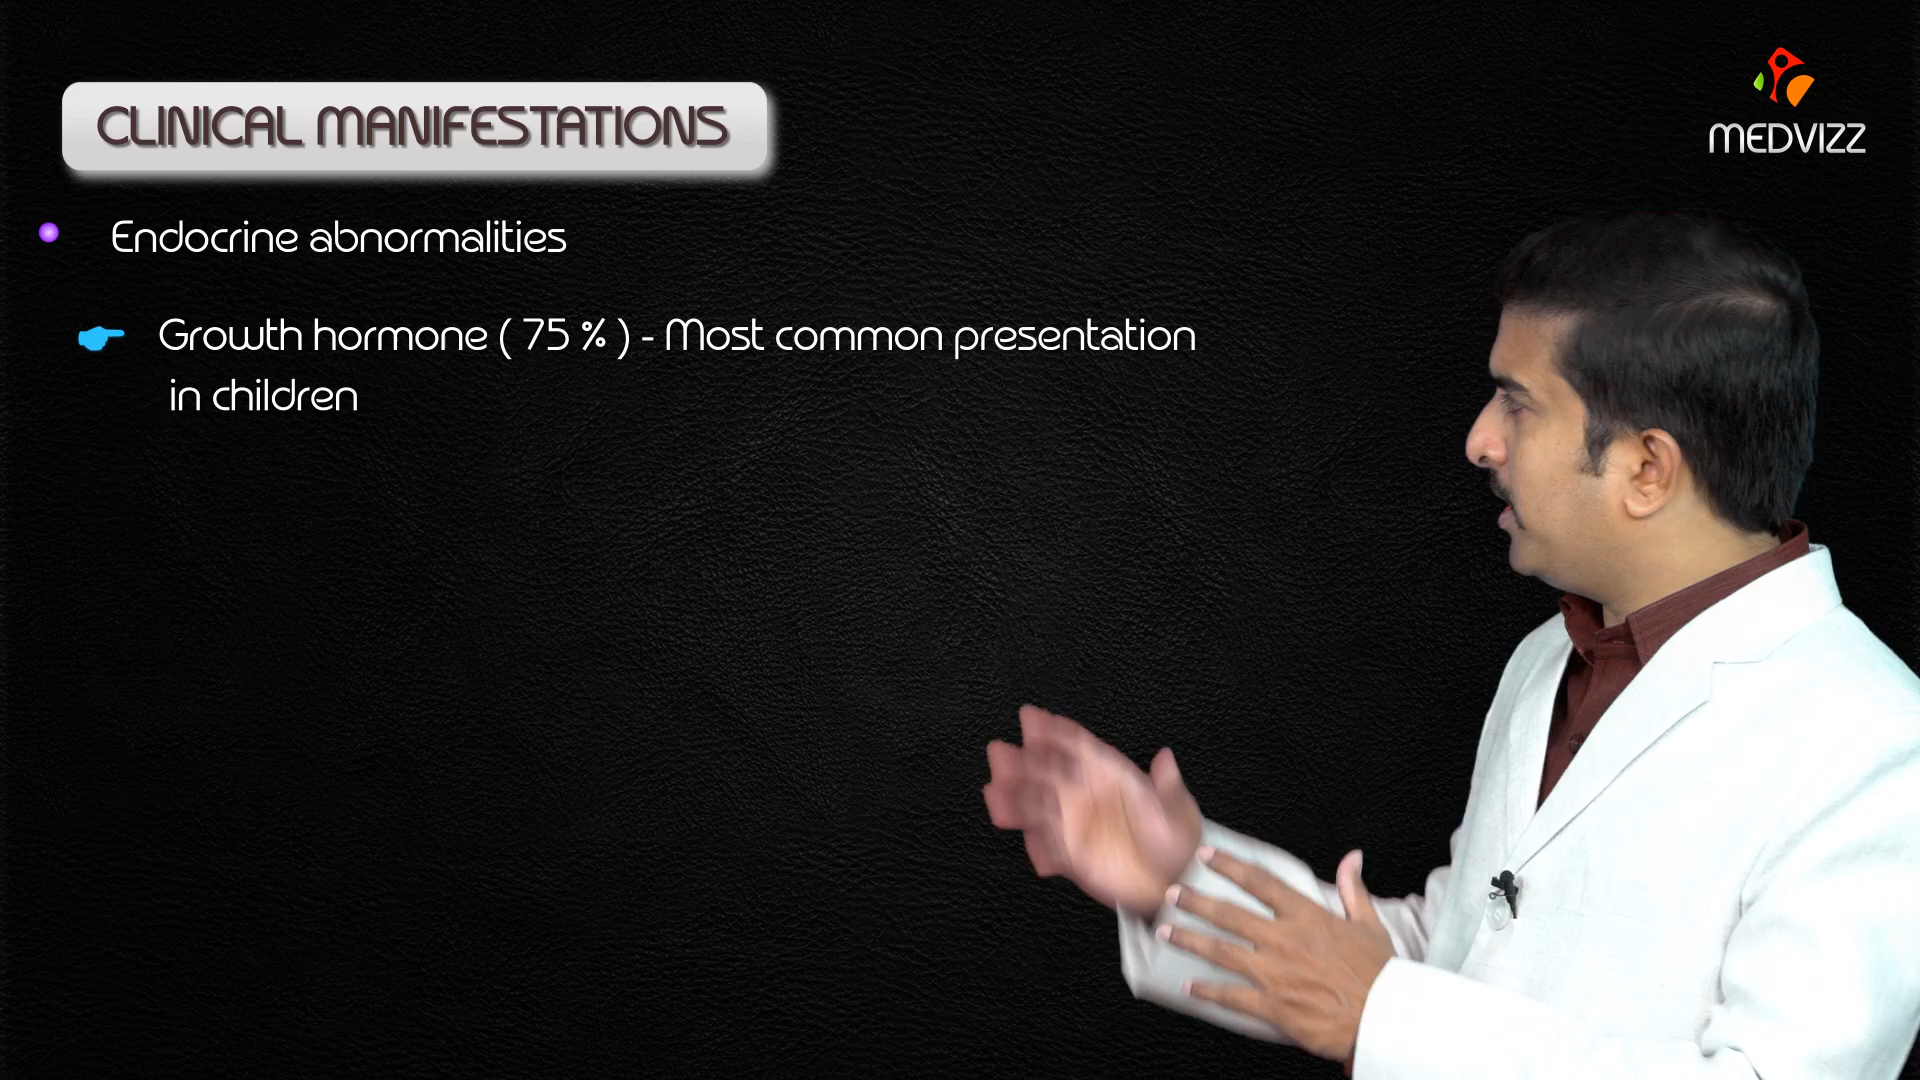 CLINICAL MANIFESTATIONS
MEDVIZZ
Endocrine abnormalities
Growth hormone ( 75 % ) - Most common presentation
in children